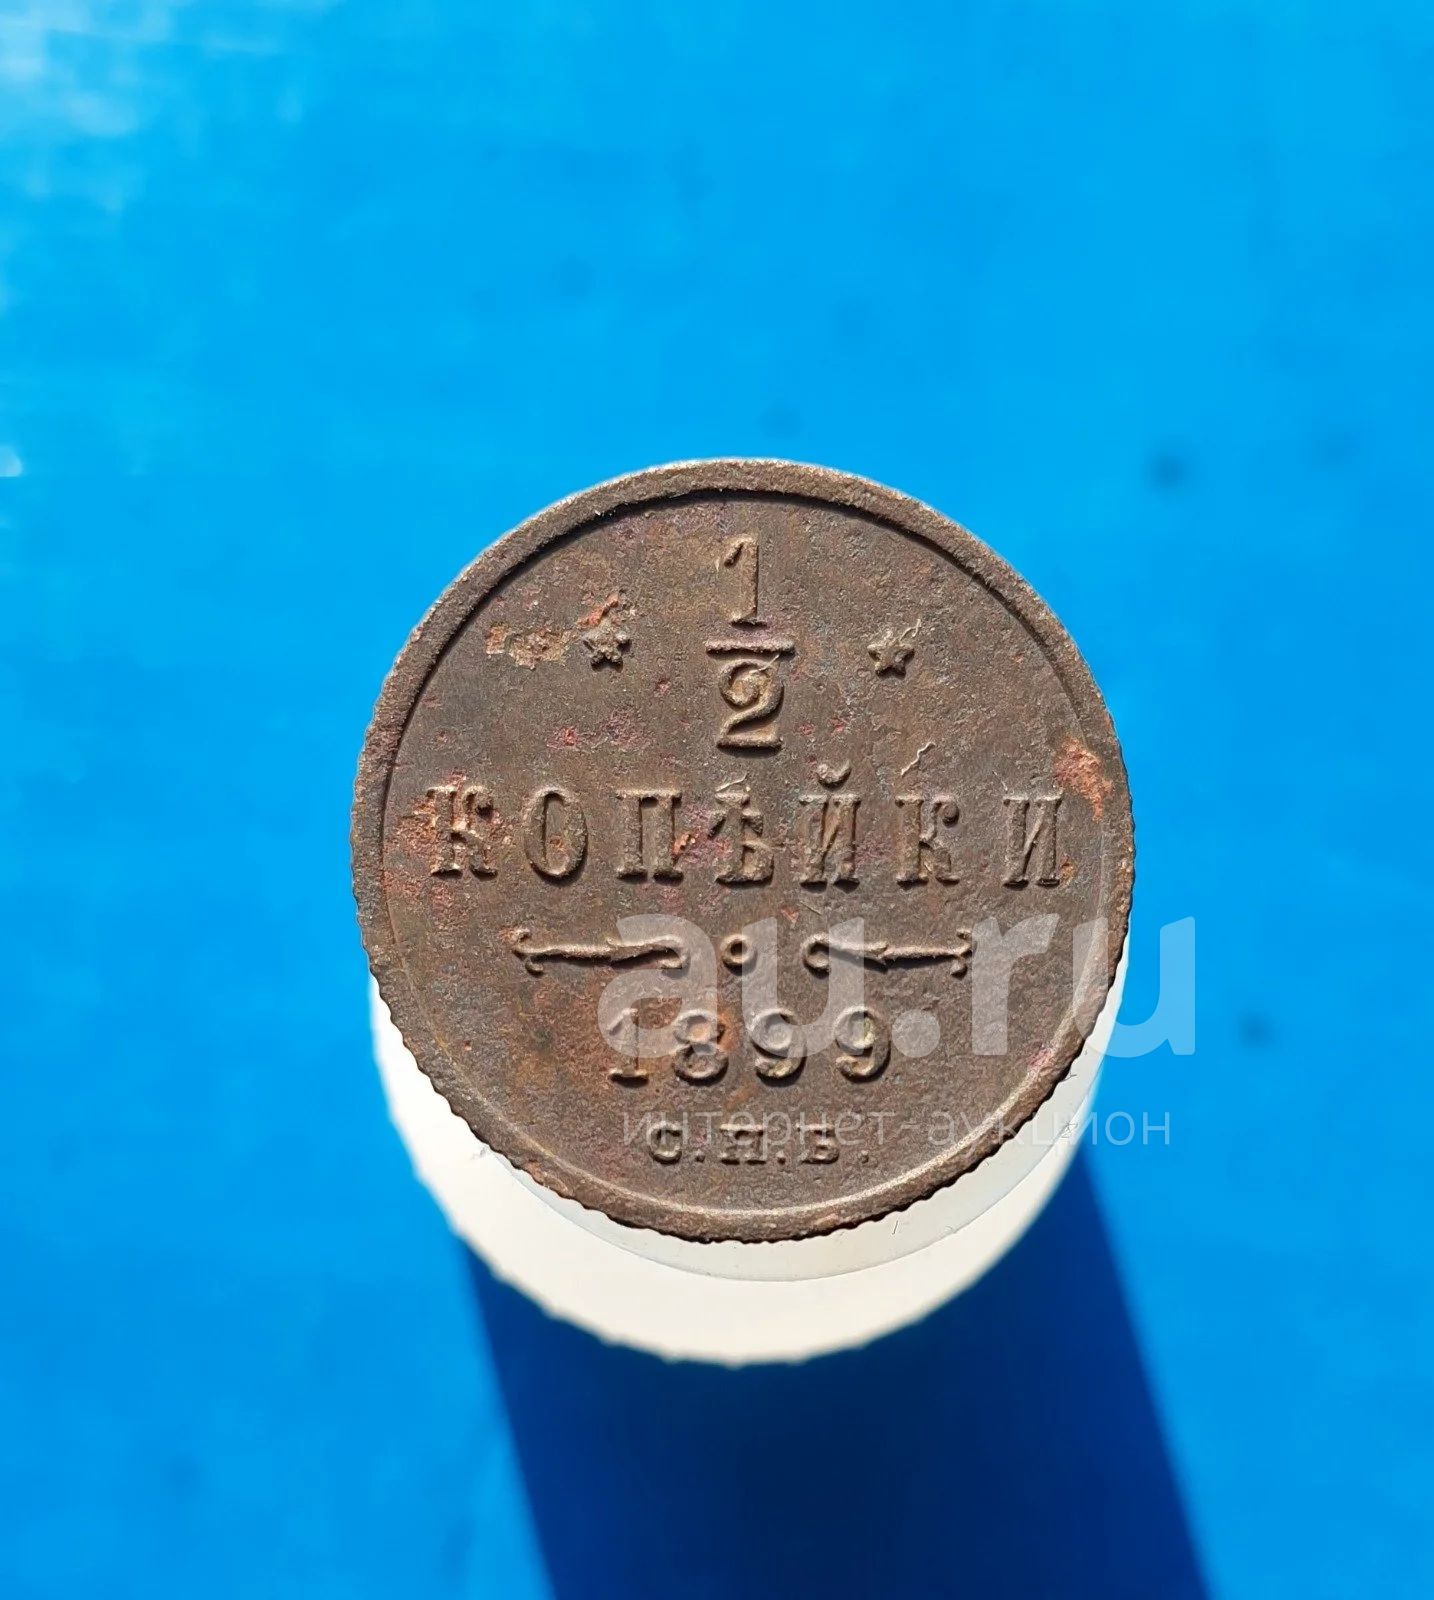 1
2
КОПѢЙКИ
1899
С.П.Б.
au.ru
интернет-аукцион